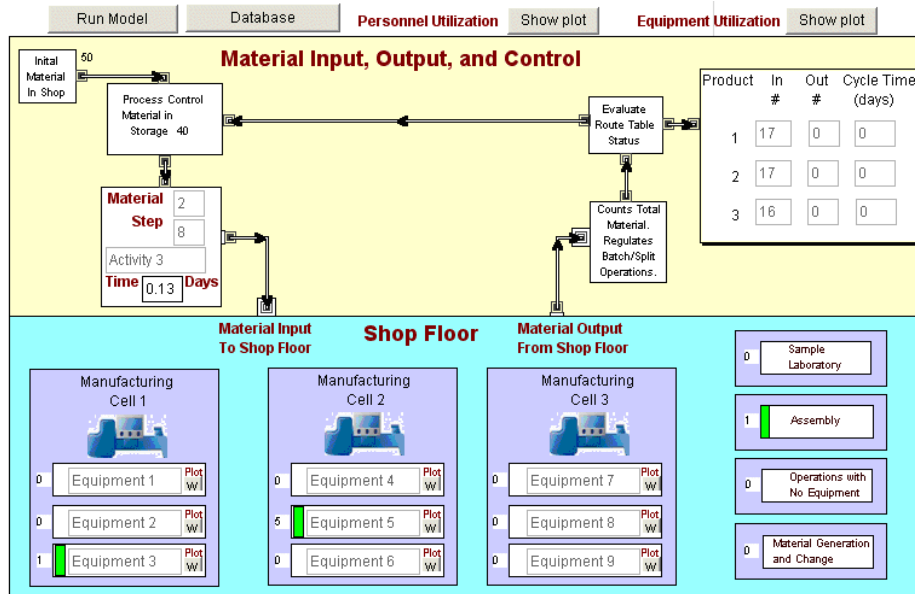 Run Model
Database
Personnel Utilization
Show plot
Equipment Utilization
Show plot
Material Input, Output, and Control
Inital
Material
In Shop
50
Process Control
Material in
Storage 40
Evaluate
Route Table
Status
Product In Out Cycle Time
# # (days)
1 17 0 0
2 17 0 0
3 16 0 0
Material 2
Step 8
Activity 3
Time 0.13 Days
Counts Total
Material.
Regulates
Batch/Split
Operations.
Material Input
To Shop Floor
Shop Floor
Material Output
From Shop Floor
Manufacturing
Cell 1
0 Equipment 1 Plot W
0 Equipment 2 Plot W
1 Equipment 3 Plot W
Manufacturing
Cell 2
0 Equipment 4 Plot W
5 Equipment 5 Plot W
0 Equipment 6 Plot W
Manufacturing
Cell 3
0 Equipment 7 Plot W
0 Equipment 8 Plot W
0 Equipment 9 Plot W
0 Sample
Laboratory
1 Assembly
0 Operations with
No Equipment
0 Material Generation
and Change